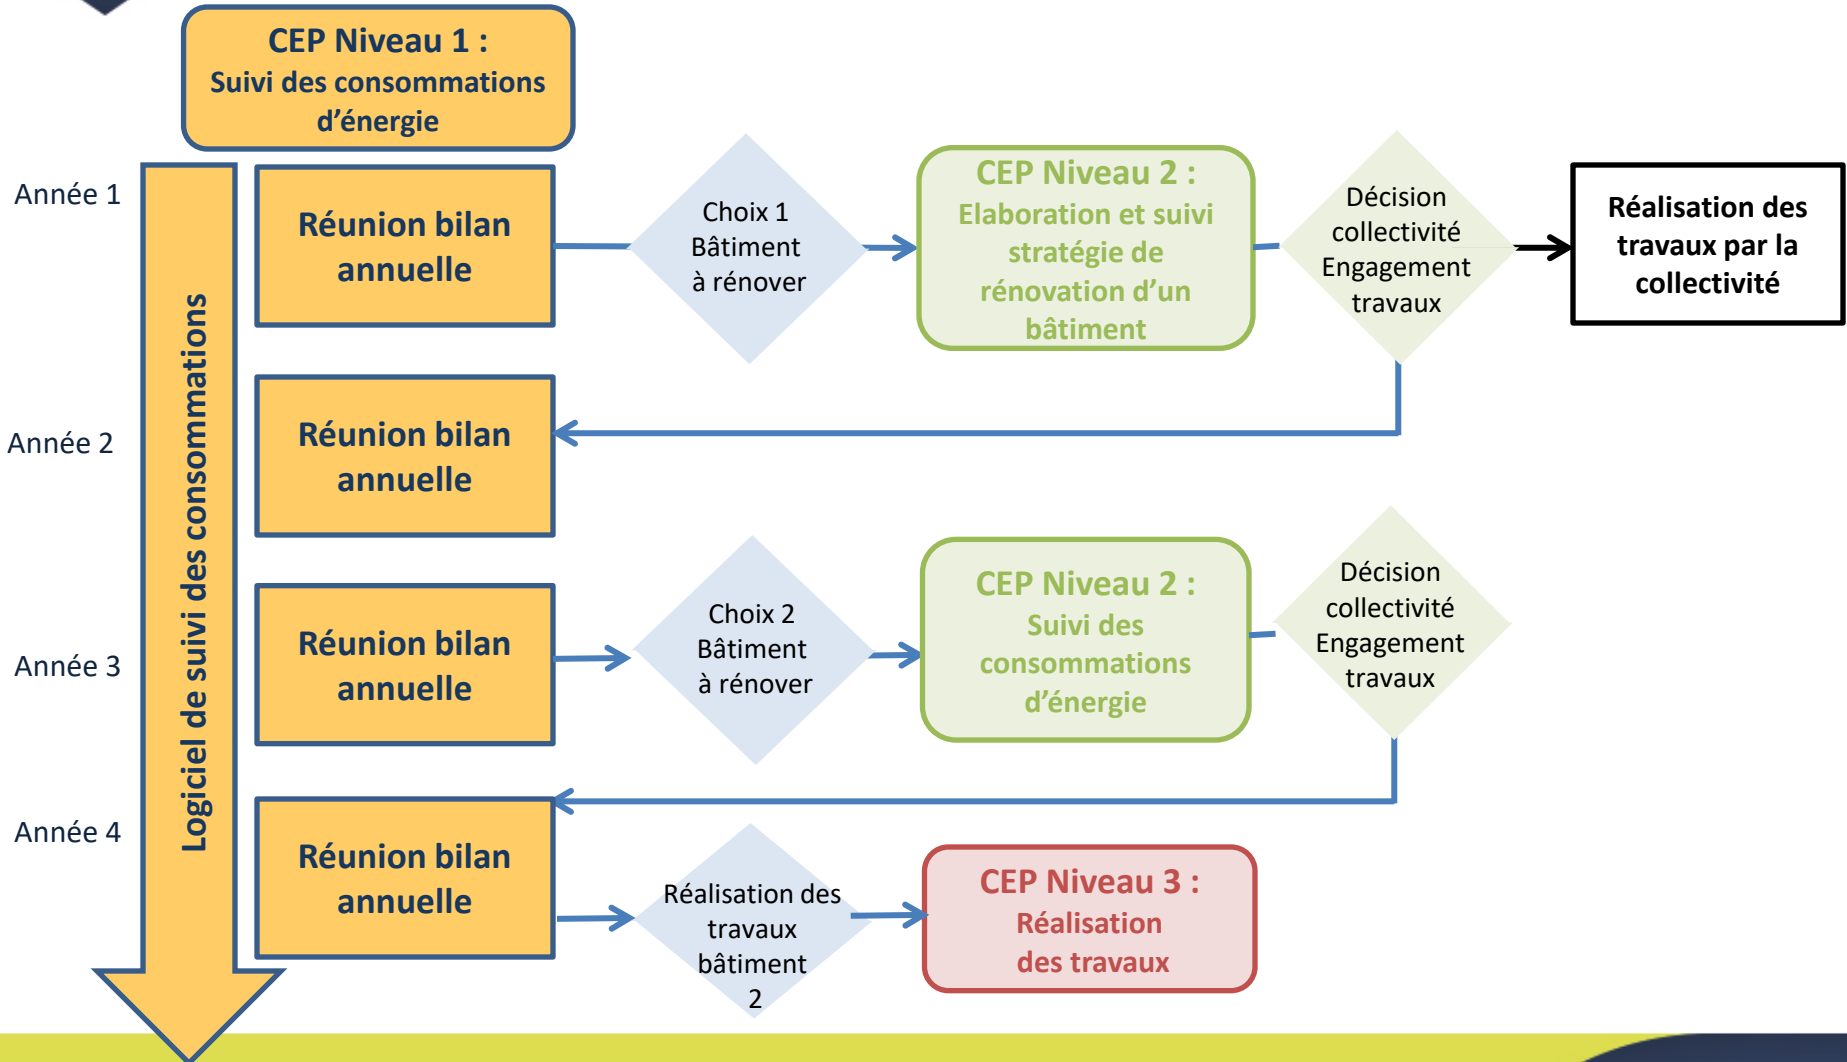 CEP Niveau 1 :
Suivi des consommations
d’énergie
Année 1
Réunion bilan
annuelle
Choix 1
Bâtiment
à rénover
CEP Niveau 2 :
Elaboration et suivi
stratégie de
rénovation d’un
bâtiment
Décision
collectivité
Engagement
travaux
Réalisation des
travaux par la
collectivité
Logiciel de suivi des consommations
Année 2
Réunion bilan
annuelle
Année 3
Réunion bilan
annuelle
Choix 2
Bâtiment
à rénover
CEP Niveau 2 :
Suivi des
consommations
d’énergie
Décision
collectivité
Engagement
travaux
Année 4
Réunion bilan
annuelle
Réalisation des
travaux
bâtiment
2
CEP Niveau 3 :
Réalisation
des travaux